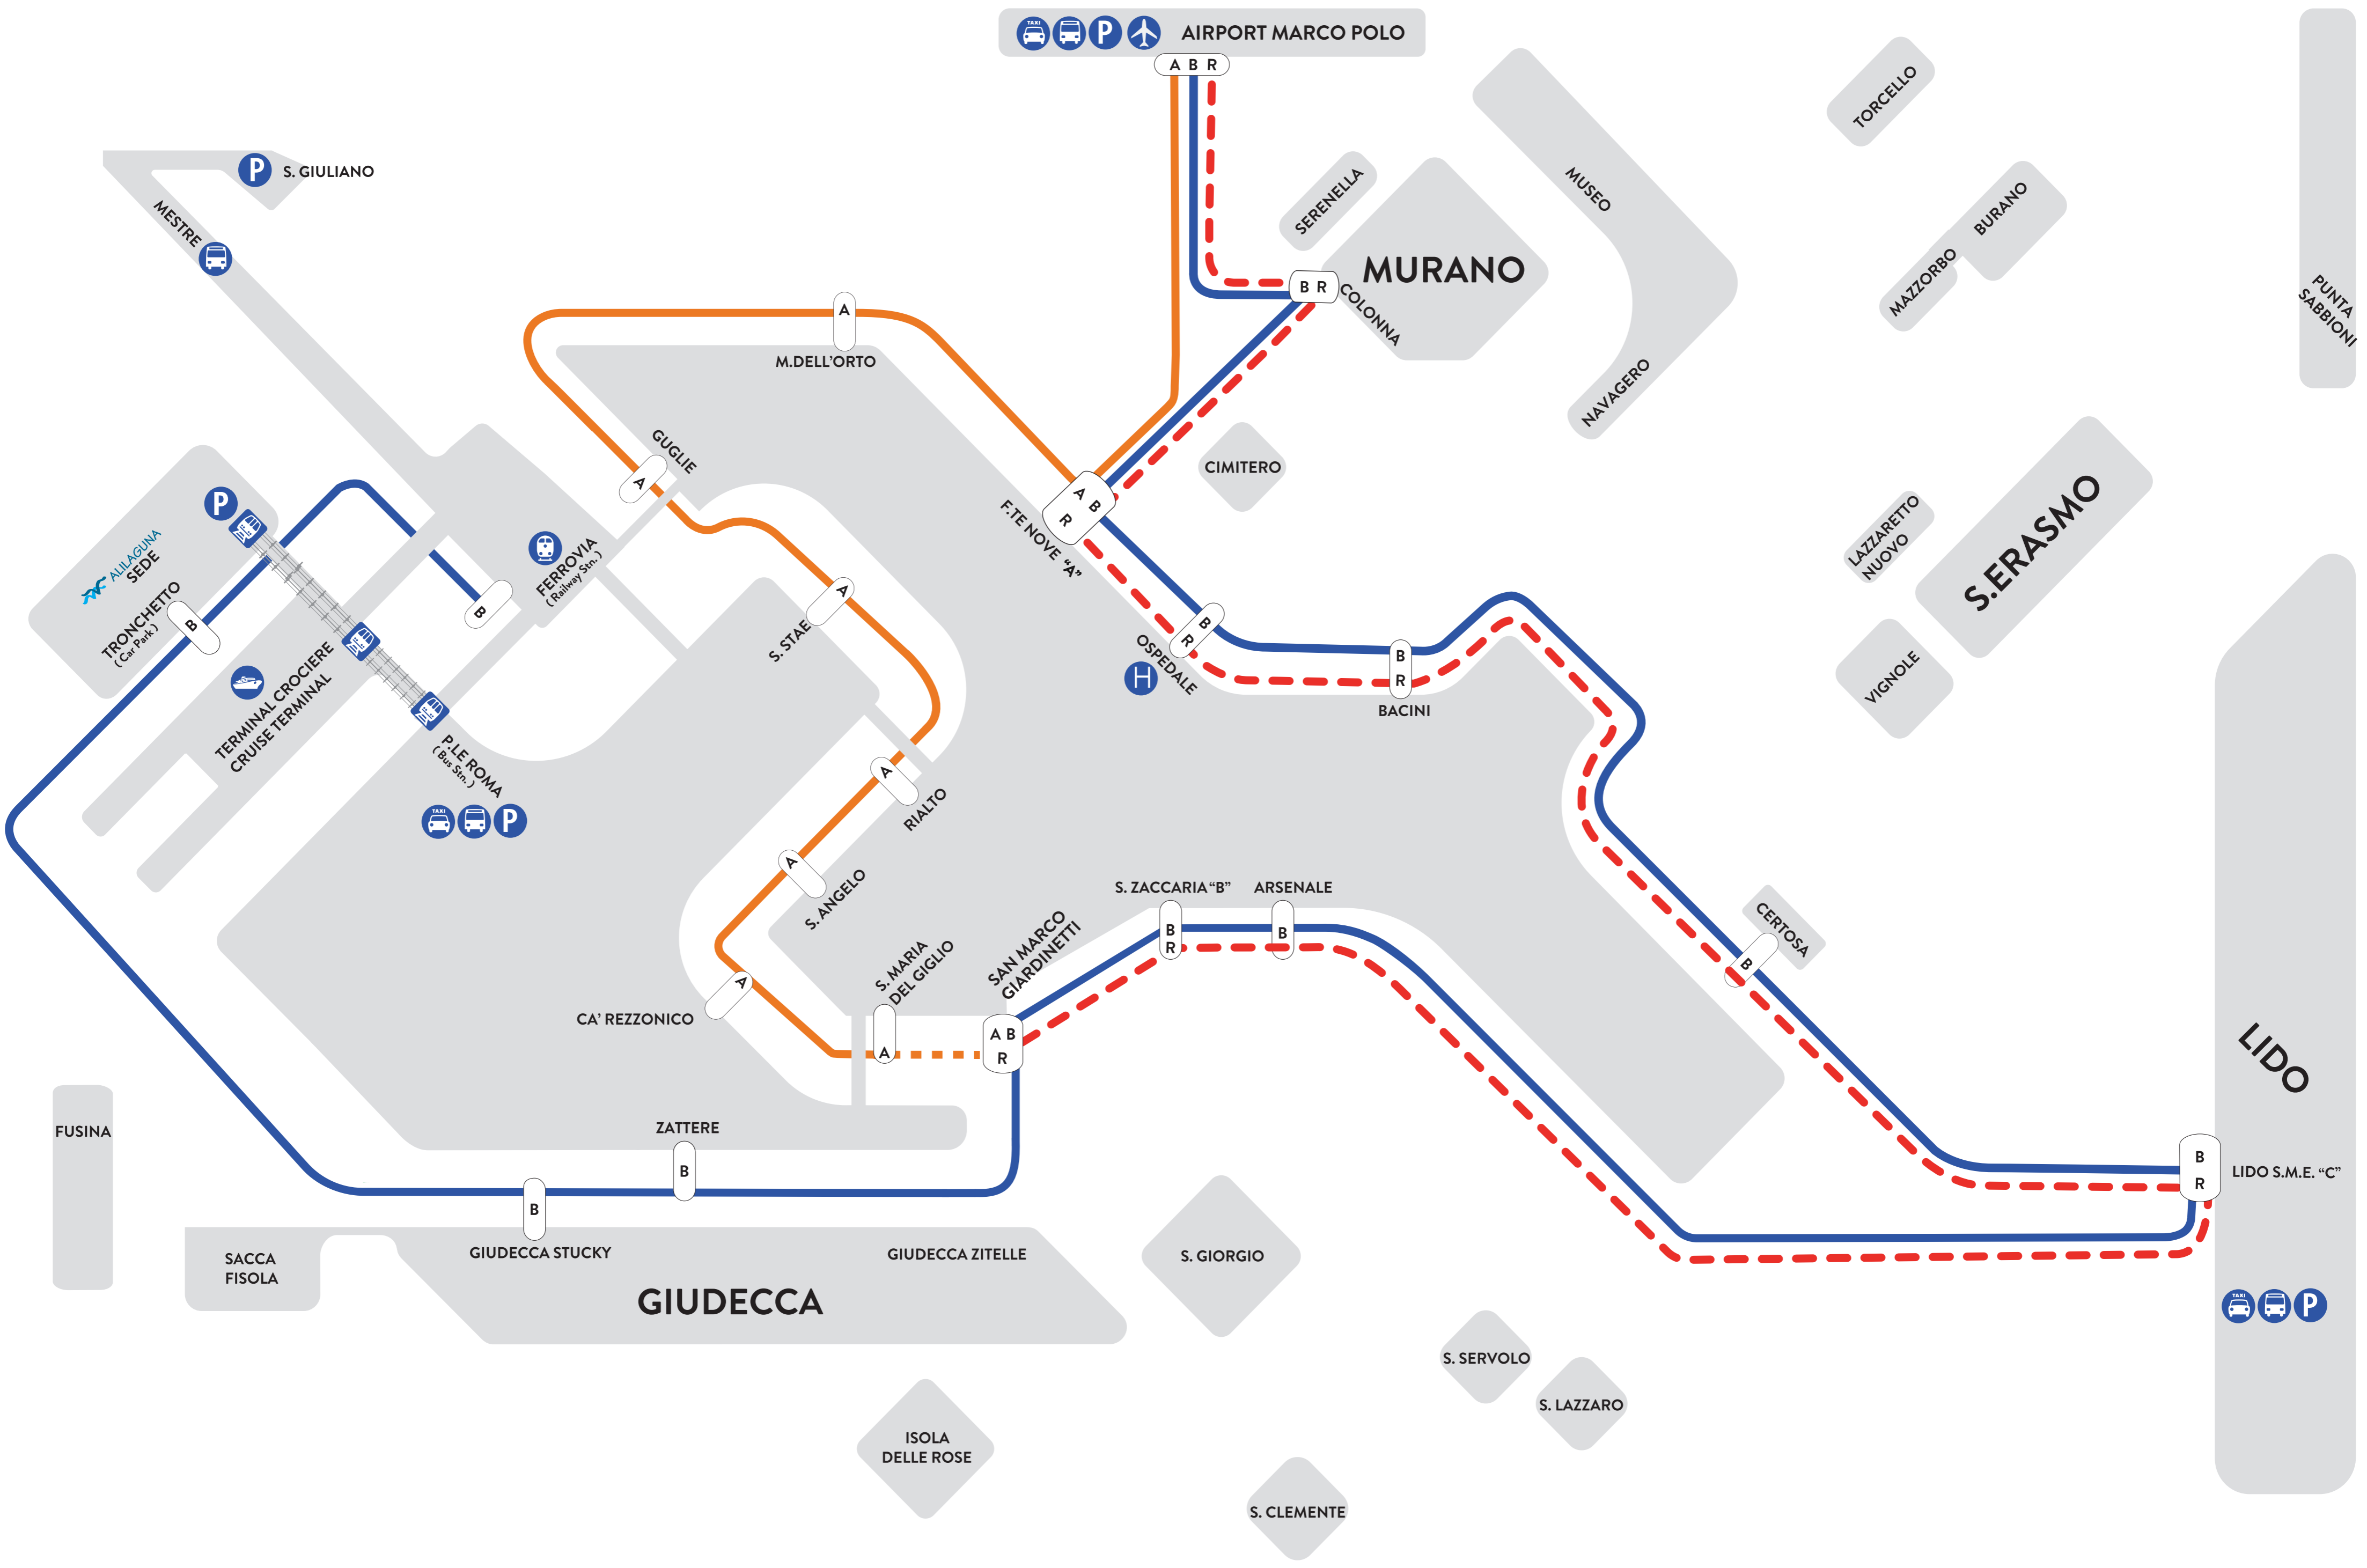 TAXI
P
AIRPORT MARCO POLO
A B R
TORCELLO
P
S. GIULIANO
MESTRE
SERENELLA
MUSEO
BURANO
MAZZORBO
MURANO
B R
COLONNA
PUNTA
SABBIONI
A
M.DELL'ORTO
NAVAGERO
GUGLIE
A
CIMITERO
A B
R
F.TE NOVE "A"
P
ALILAGUNA
SEDE
TRONCHETTO
( Car Park )
B
FERROVIA
( Railway Stn. )
B
LAZZARETTO
NUOVO
S.ERASMO
VIGNOLE
A
S. STAE
B
R
OSPEDALE
H
B
R
BACINI
TERMINAL CROCIERE
CRUISE TERMINAL
P.LE ROMA
( Bus Stn. )
TAXI
P
A
RIALTO
A
S. ANGELO
S. ZACCARIA "B"
B
R
ARSENALE
B
CERTOSA
B
S. MARIA
DEL GIGLIO
A
SAN MARCO
GIARDINETTI
A B
R
A
CA' REZZONICO
LIDO
FUSINA
ZATTERE
B
B
GIUDECCA STUCKY
B
R
LIDO S.M.E. "C"
SACCA
FISOLA
GIUDECCA ZITELLE
GIUDECCA
S. GIORGIO
TAXI
P
S. SERVOLO
S. LAZZARO
ISOLA
DELLE ROSE
S. CLEMENTE